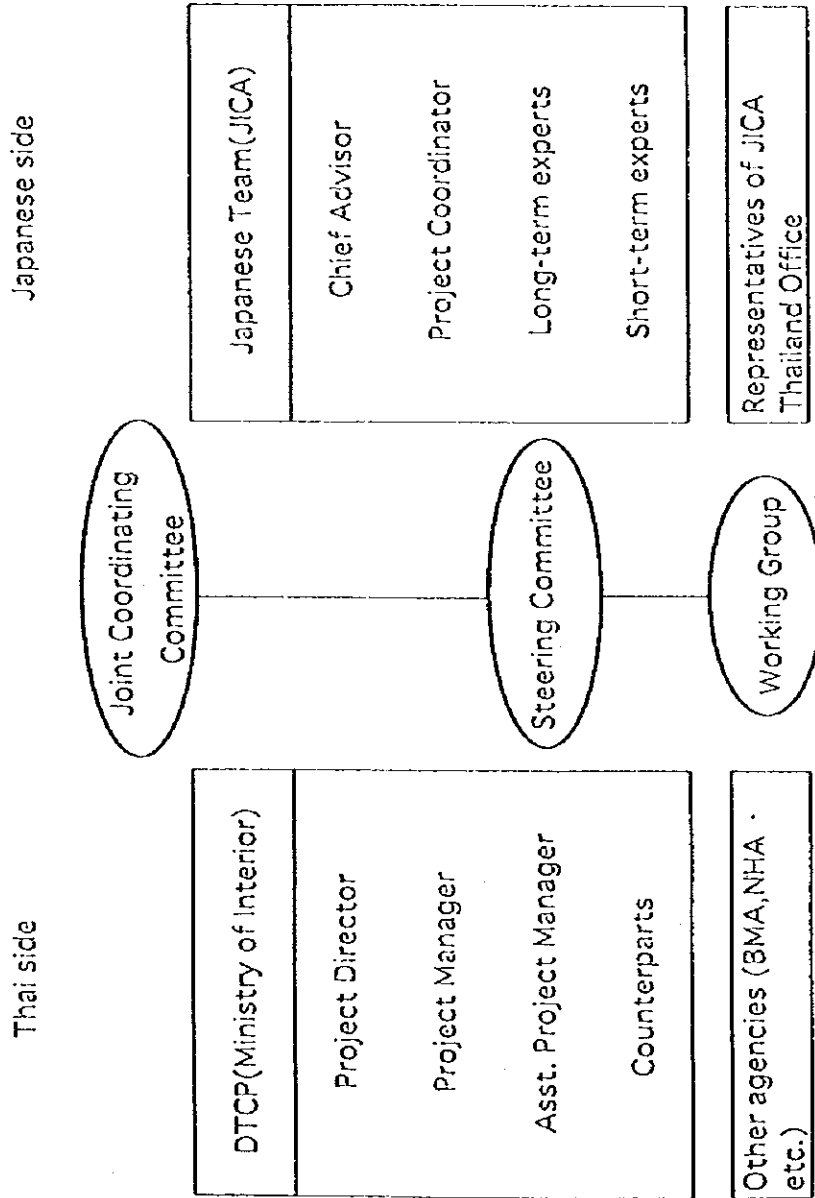 Thai side
Japanese side
Joint Coordinating
Committee
DTCP(Ministry of Interior)
Project Director
Project Manager
Asst. Project Manager
Counterparts
Japanese Team(JICA)
Chief Advisor
Project Coordinator
Long-term experts
Short-term experts
Steering Committee
Other agencies (BMA,NHA ·
etc.)
Working Group
Representatives of JICA
Thailand Office